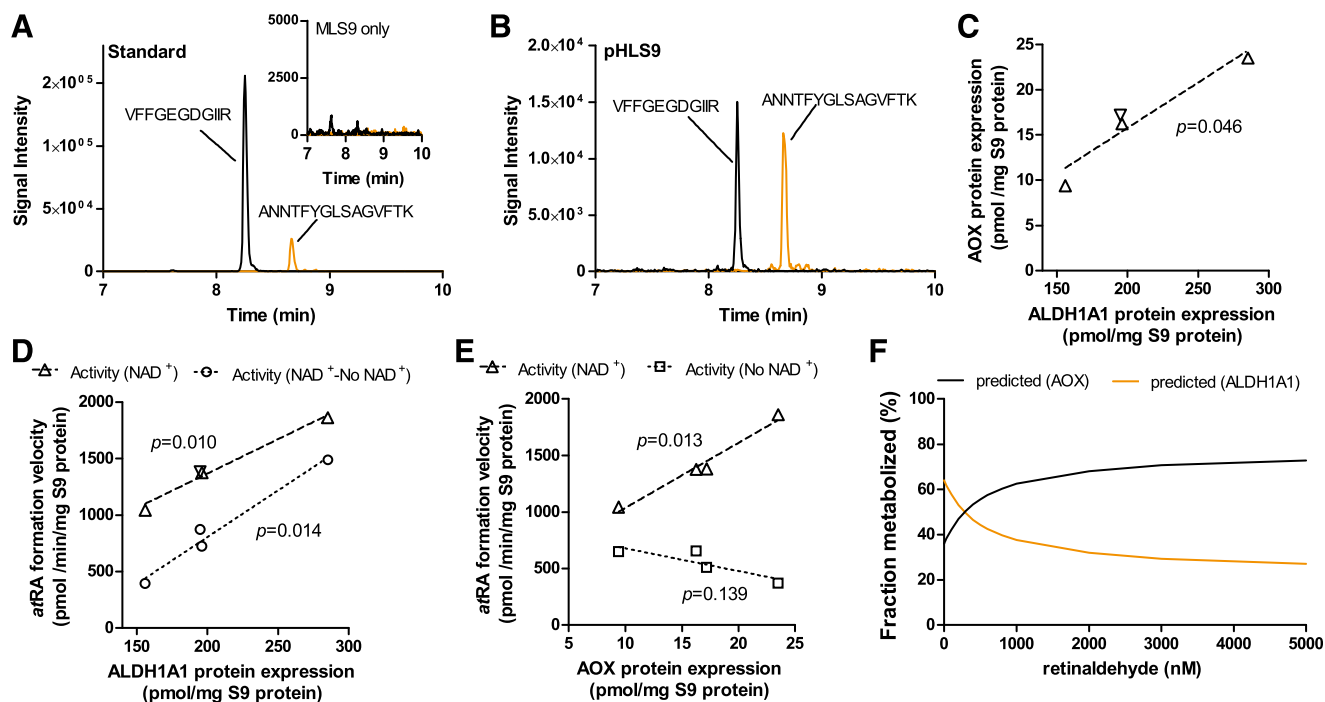 A
Standard
Signal Intensity
2×10⁰⁵
1×10⁰⁵
5×10⁰⁴
0
7
8
9
10
Time (min)
VFFGEGDGIIR
ANNTFYGLSAGVFTK
MLS9 only
5000
2500
0
7
8
9
10
Time (min)
B
pHLS9
Signal Intensity
2.0×10⁴
1.5×10⁴
1.0×10⁴
5.0×10³
0
7
8
9
10
Time (min)
VFFGEGDGIIR
ANNTFYGLSAGVFTK
C
AOX protein expression
(pmol /mg S9 protein)
25
20
15
10
5
0
150
200
250
300
p=0.046
ALDH1A1 protein expression
(pmol/mg S9 protein)
D
Activity (NAD⁺)
Activity (NAD⁺-No NAD⁺)
atRA formation velocity
(pmol /min/mg S9 protein)
2000
1500
1000
500
0
150
200
250
300
p=0.010
p=0.014
ALDH1A1 protein expression
(pmol/mg S9 protein)
E
Activity (NAD⁺)
Activity (No NAD⁺)
atRA formation velocity
(pmol /min/mg S9 protein)
2000
1500
1000
500
0
5
10
15
20
25
p=0.013
p=0.139
AOX protein expression
(pmol/mg S9 protein)
F
predicted (AOX)
predicted (ALDH1A1)
Fraction metabolized (%)
100
80
60
40
20
0
0
1000
2000
3000
4000
5000
retinaldehyde (nM)